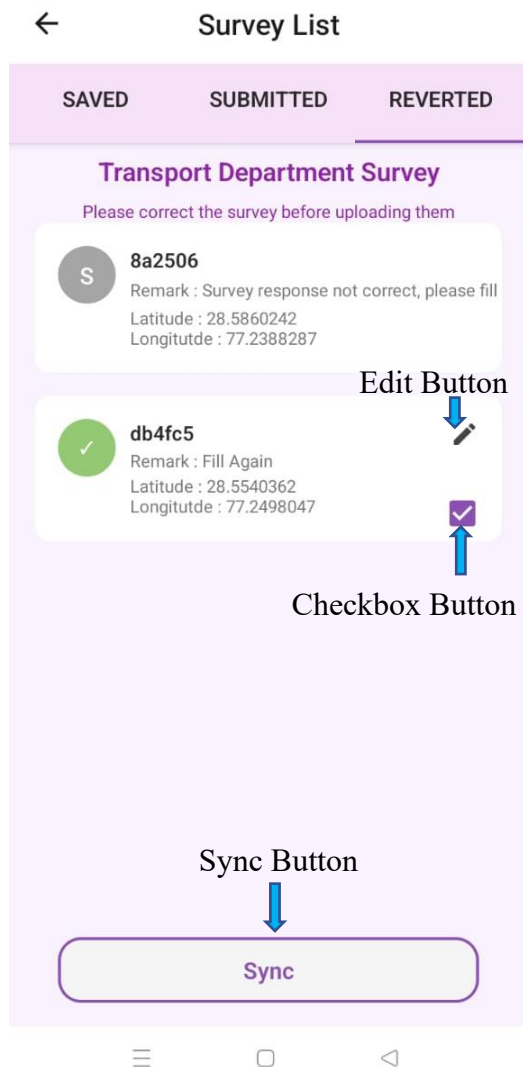 Survey List
SAVED SUBMITTED REVERTED
Transport Department Survey
Please correct the survey before uploading them
S
8a2506
Remark : Survey response not correct, please fill
Latitude : 28.5860242
Longitutde : 77.2388287
Edit Button
db4fc5
Remark : Fill Again
Latitude : 28.5540362
Longitutde : 77.2498047
Checkbox Button
Sync Button
Sync